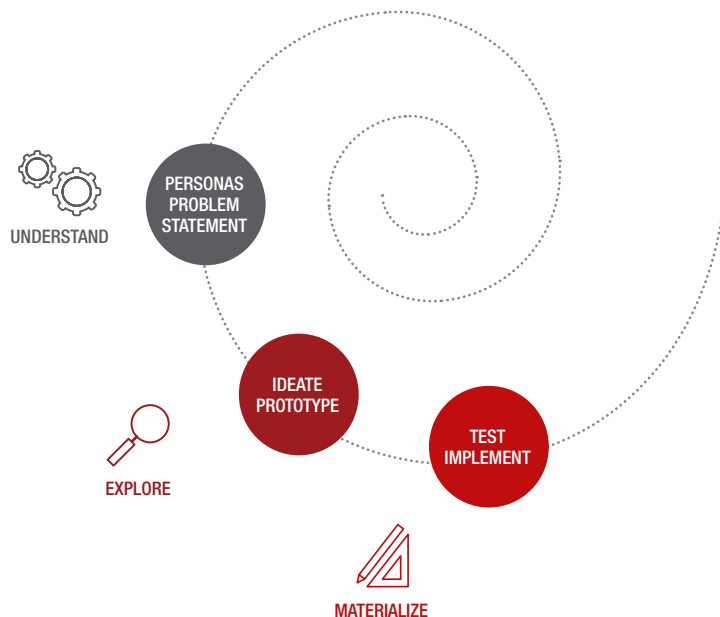 PERSONAS
PROBLEM
STATEMENT
UNDERSTAND
IDEATE
PROTOTYPE
TEST
IMPLEMENT
EXPLORE
MATERIALIZE